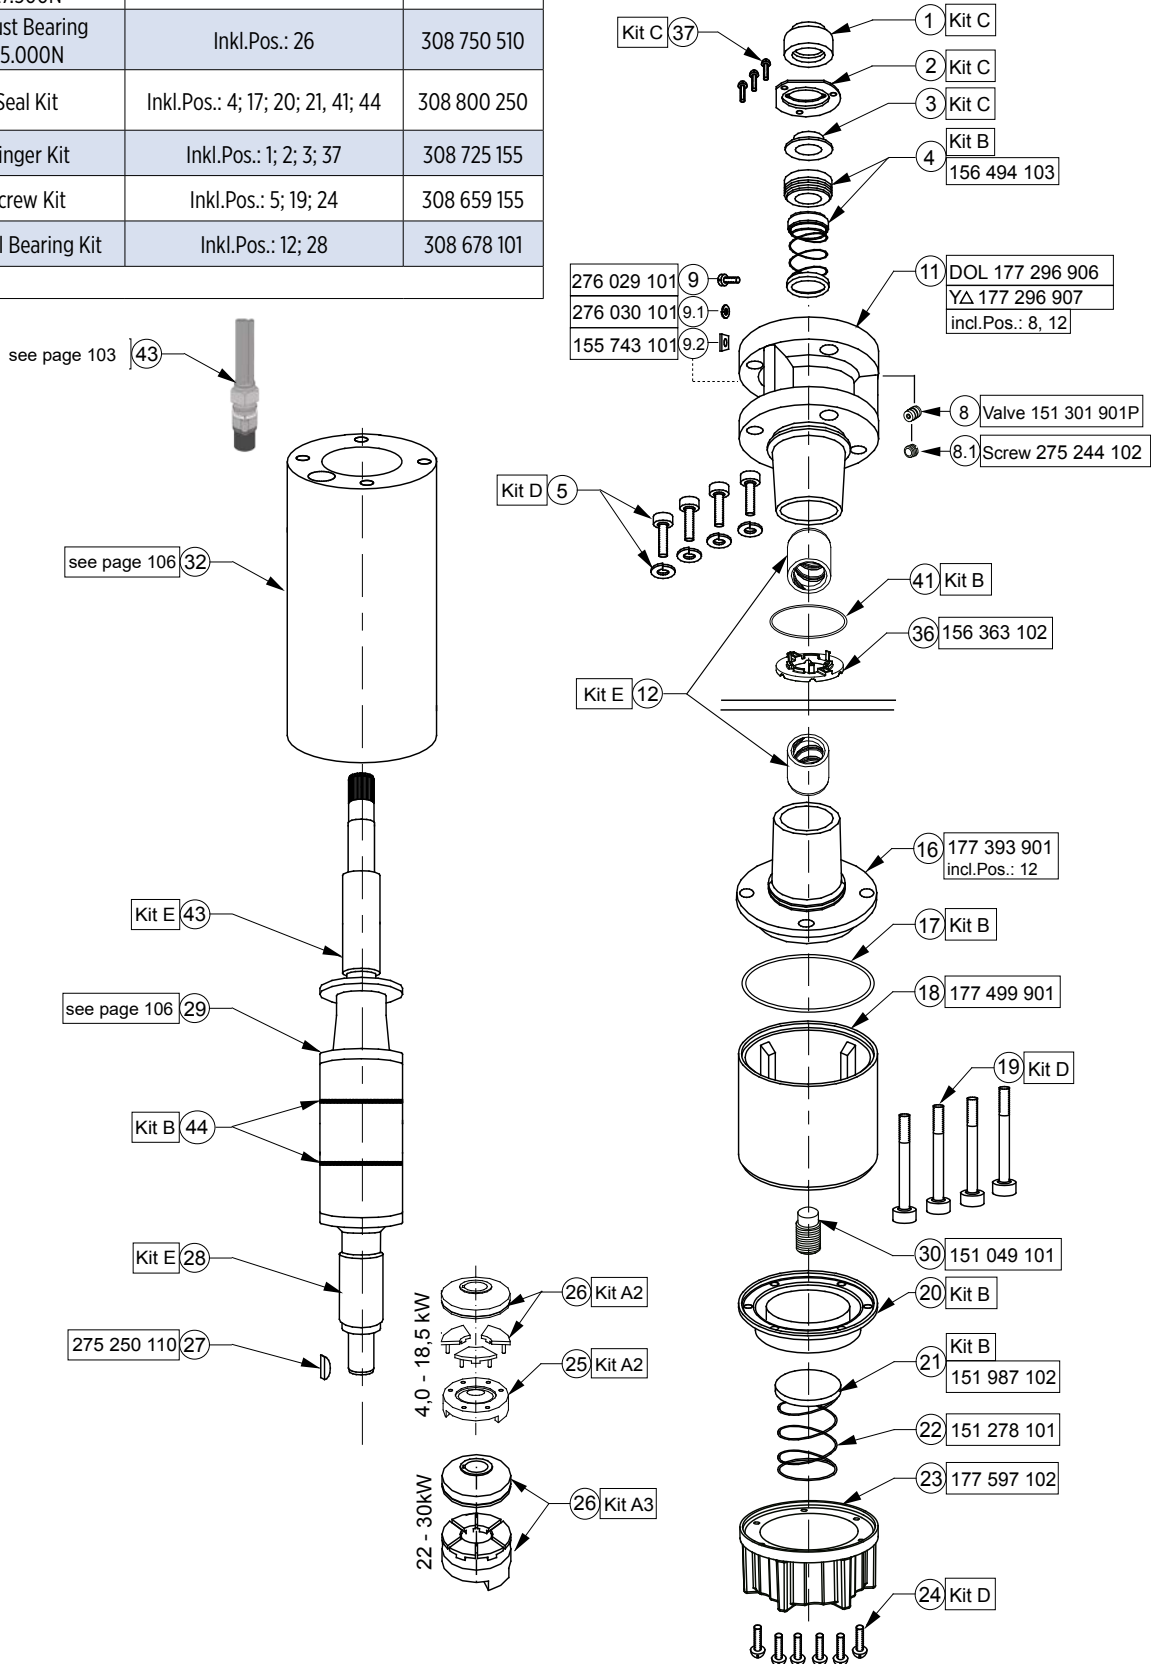 ust Bearing
5.000N
Inkl.Pos.: 26
308 750 510
Seal Kit
Inkl.Pos.: 4; 17; 20; 21, 41; 44
308 800 250
inger Kit
Inkl.Pos.: 1; 2; 3; 37
308 725 155
crew Kit
Inkl.Pos.: 5; 19; 24
308 659 155
l Bearing Kit
Inkl.Pos.: 12; 28
308 678 101
Kit C 37
1 Kit C
2 Kit C
3 Kit C
4 Kit B
156 494 103
276 029 101 9
276 030 101 9.1
155 743 101 9.2
11 DOL 177 296 906
Y△ 177 296 907
incl.Pos.: 8, 12
see page 103 43
8 Valve 151 301 901P
8.1 Screw 275 244 102
Kit D 5
see page 106 32
41 Kit B
36 156 363 102
Kit E 12
16 177 393 901
incl.Pos.: 12
Kit E 43
17 Kit B
see page 106 29
18 177 499 901
19 Kit D
Kit B 44
Kit E 28
30 151 049 101
20 Kit B
275 250 110 27
4,0 - 18,5 kW
26 Kit A2
25 Kit A2
21 Kit B
151 987 102
22 151 278 101
23 177 597 102
22 - 30kW
26 Kit A3
24 Kit D